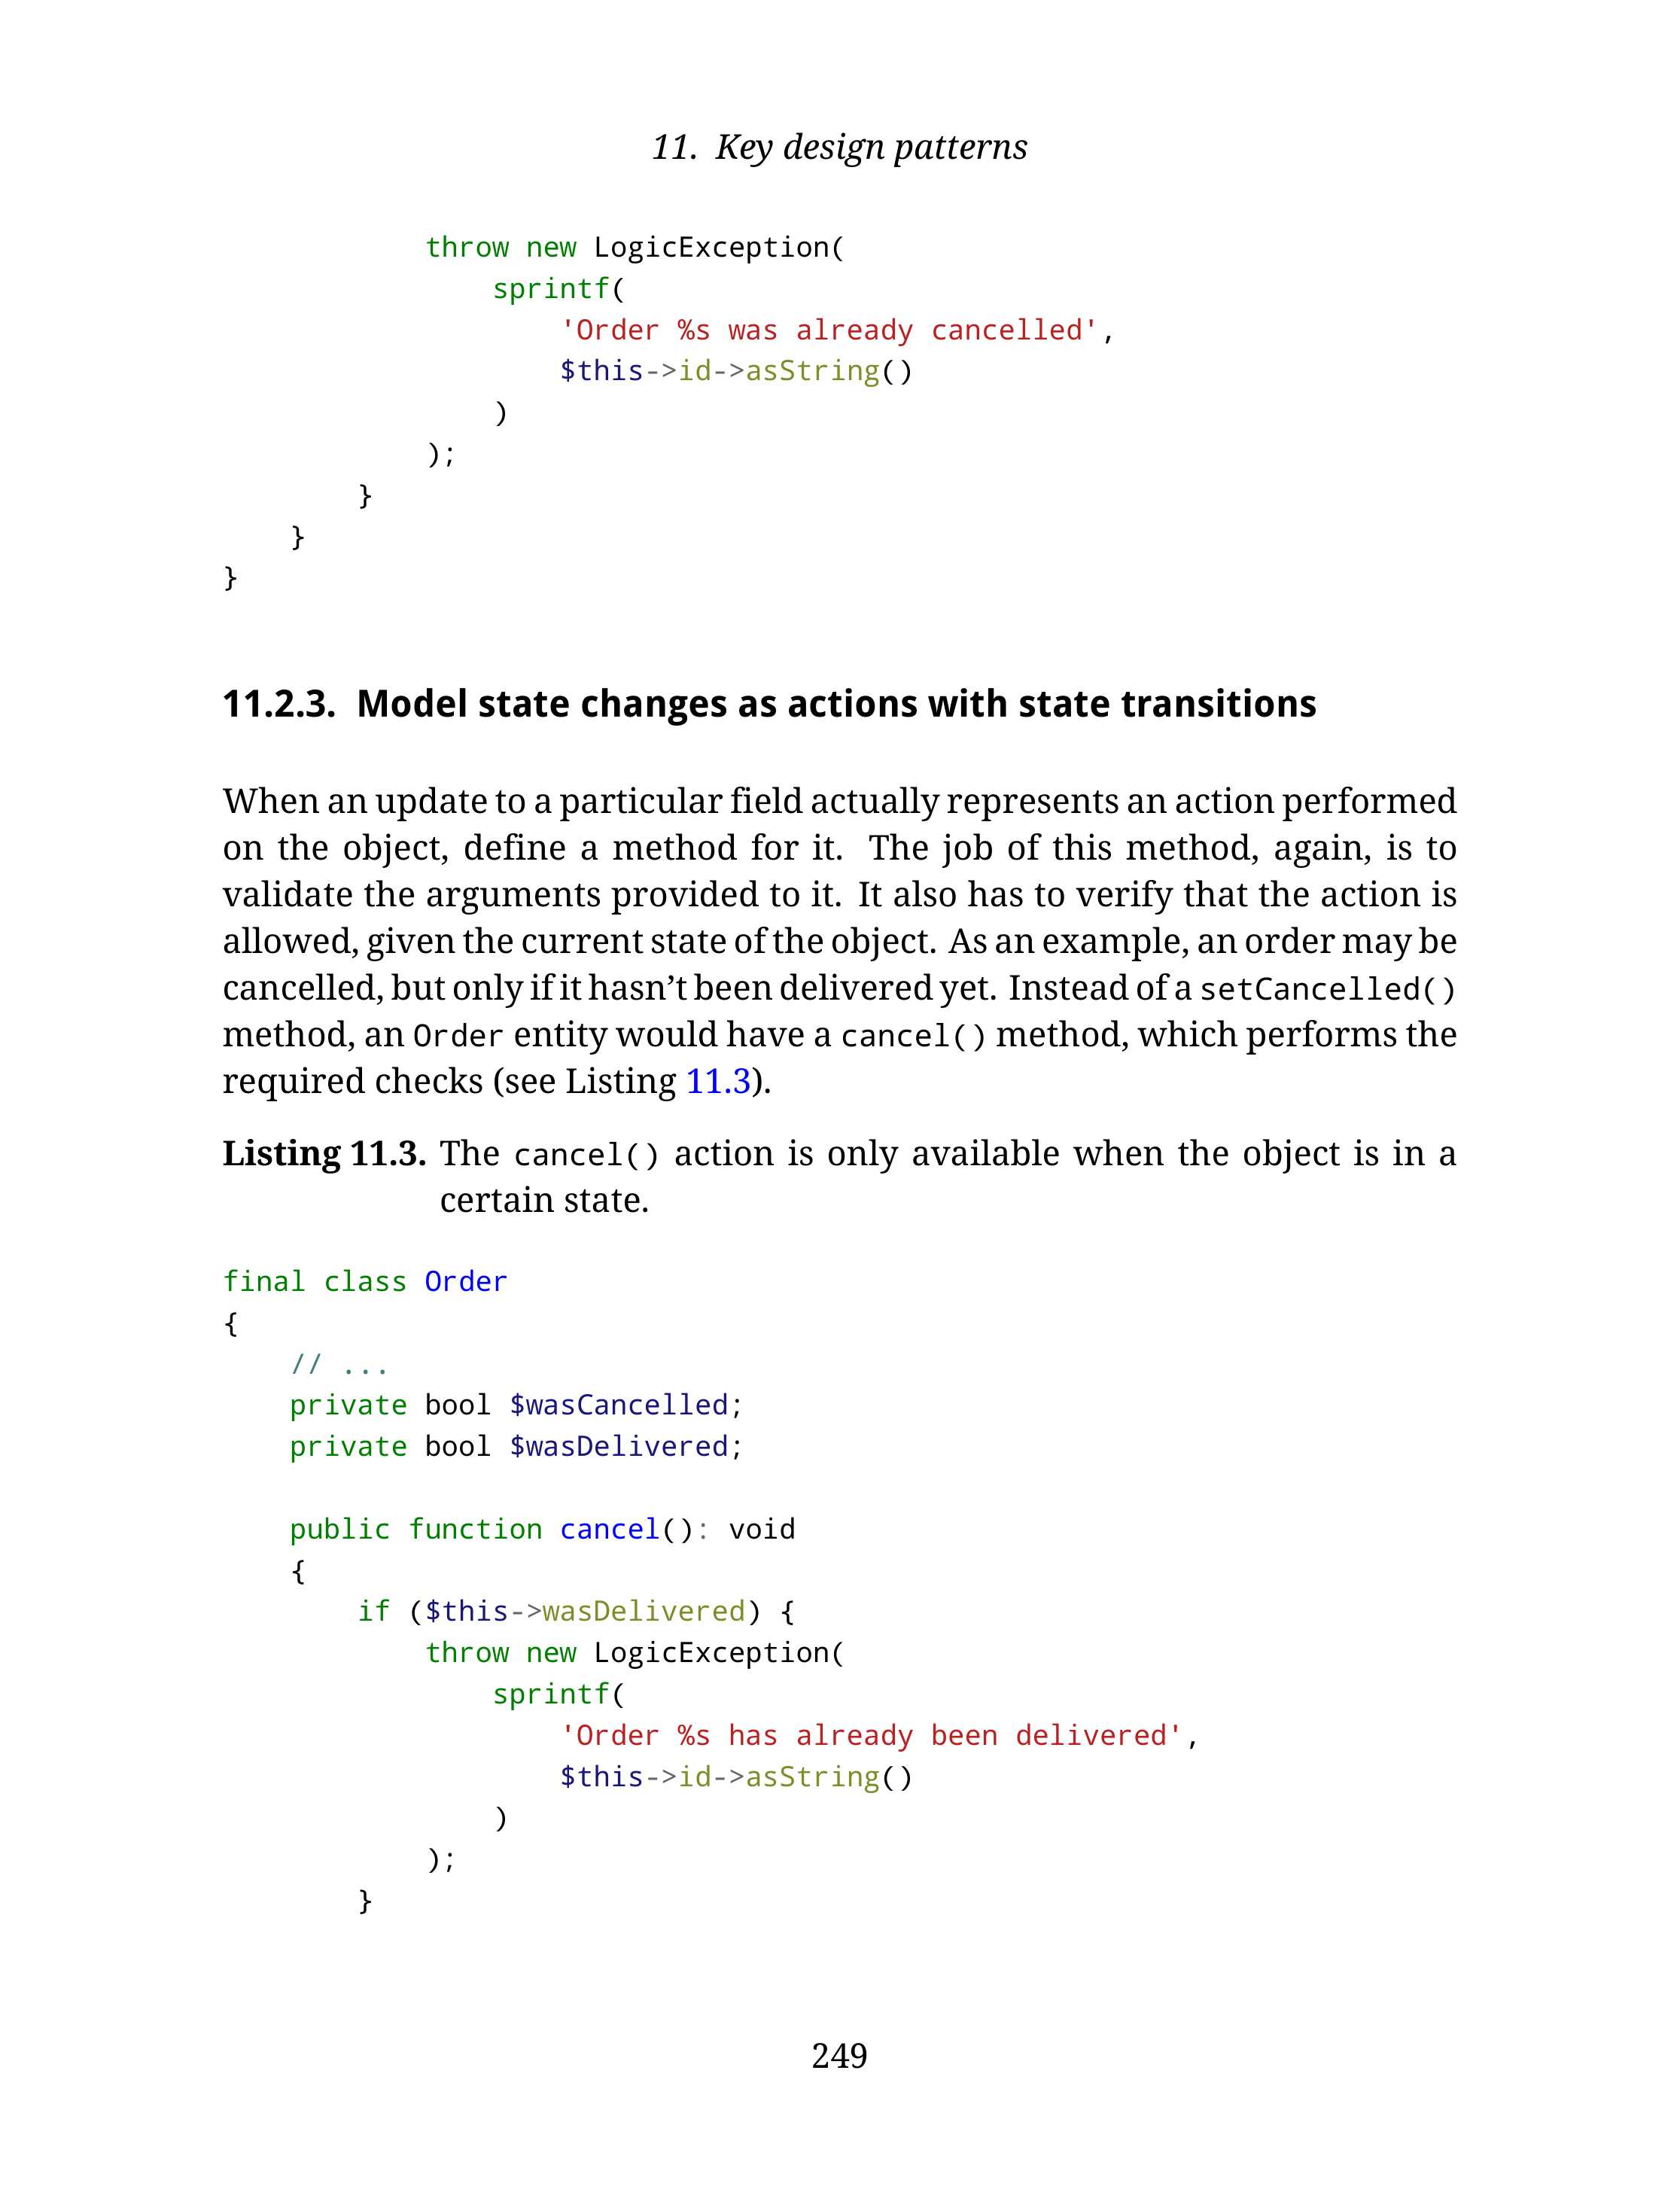 11. Key design patterns
            throw new LogicException(
                sprintf(
                    'Order %s was already cancelled',
                    $this->id->asString()
                )
            );
        }
    }
}
11.2.3. Model state changes as actions with state transitions
When an update to a particular field actually represents an action performed
on the object, define a method for it. The job of this method, again, is to
validate the arguments provided to it. It also has to verify that the action is
allowed, given the current state of the object. As an example, an order may be
cancelled, but only if it hasn’t been delivered yet. Instead of a setCancelled()
method, an Order entity would have a cancel() method, which performs the
required checks (see Listing 11.3).
Listing 11.3. The cancel() action is only available when the object is in a
certain state.
final class Order
{
    // ...
    private bool $wasCancelled;
    private bool $wasDelivered;
    public function cancel(): void
    {
        if ($this->wasDelivered) {
            throw new LogicException(
                sprintf(
                    'Order %s has already been delivered',
                    $this->id->asString()
                )
            );
        }
249